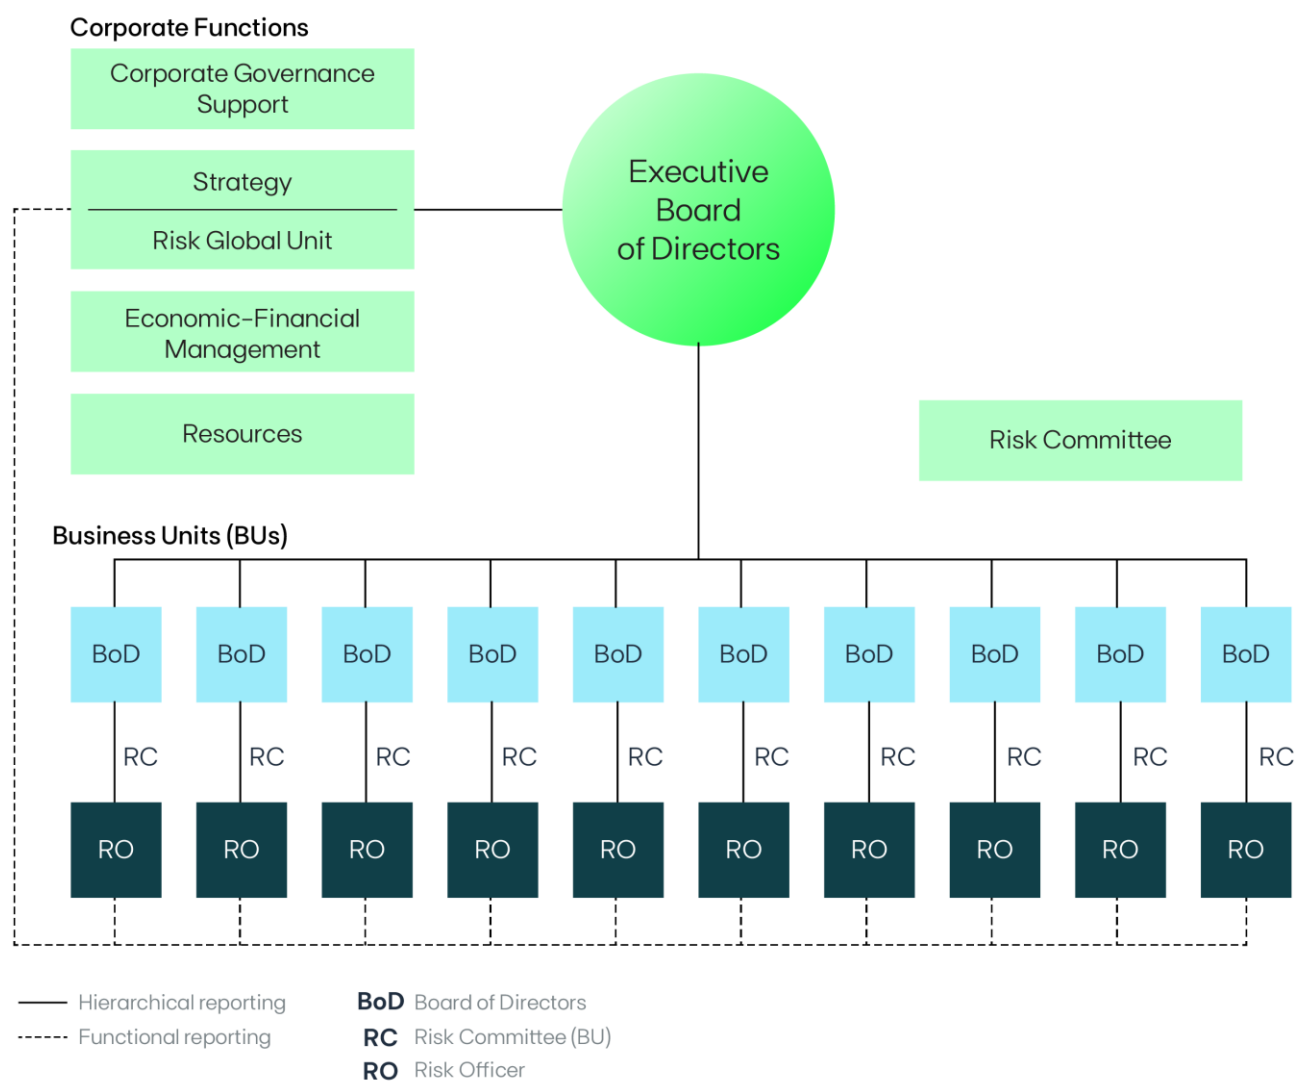 Corporate Functions
Corporate Governance
Support
Strategy
Risk Global Unit
Economic-Financial
Management
Resources
Executive
Board
of Directors
Risk Committee
Business Units (BUs)
BoD BoD BoD BoD BoD BoD BoD BoD BoD BoD
RC RC RC RC RC RC RC RC RC RC
RO RO RO RO RO RO RO RO RO RO
Hierarchical reporting
Functional reporting
BoD Board of Directors
RC Risk Committee (BU)
RO Risk Officer